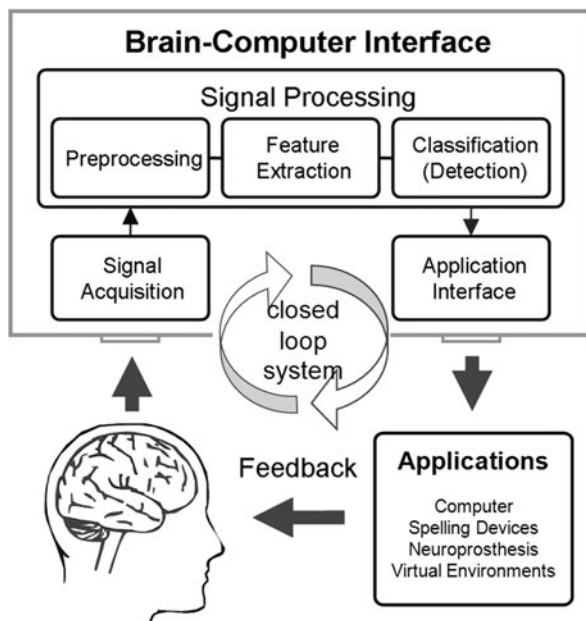 Brain-Computer Interface
Signal Processing
Preprocessing
Feature
Extraction
Classification
(Detection)
Signal
Acquisition
Application
Interface
closed
loop
system
Feedback
Applications
Computer
Spelling Devices
Neuroprosthesis
Virtual Environments